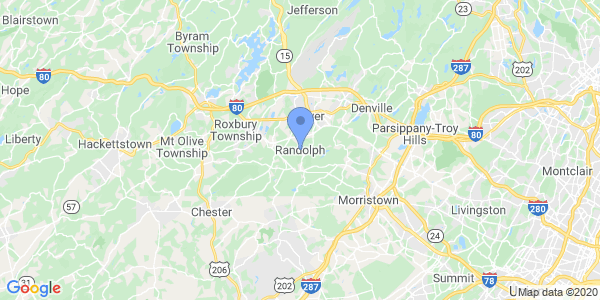 Blairstown
Jefferson
Byram
Township
15
287
202
80
Hope
80
Denville
Roxbury
Township
Parsippany-Troy
Hills
80
Liberty
Hackettstown
Mt Olive
Township
Randolph
Montclair
57
Chester
Morristown
Livingston
280
24
31
206
202
287
Summit
78
Google
Map data ©2020